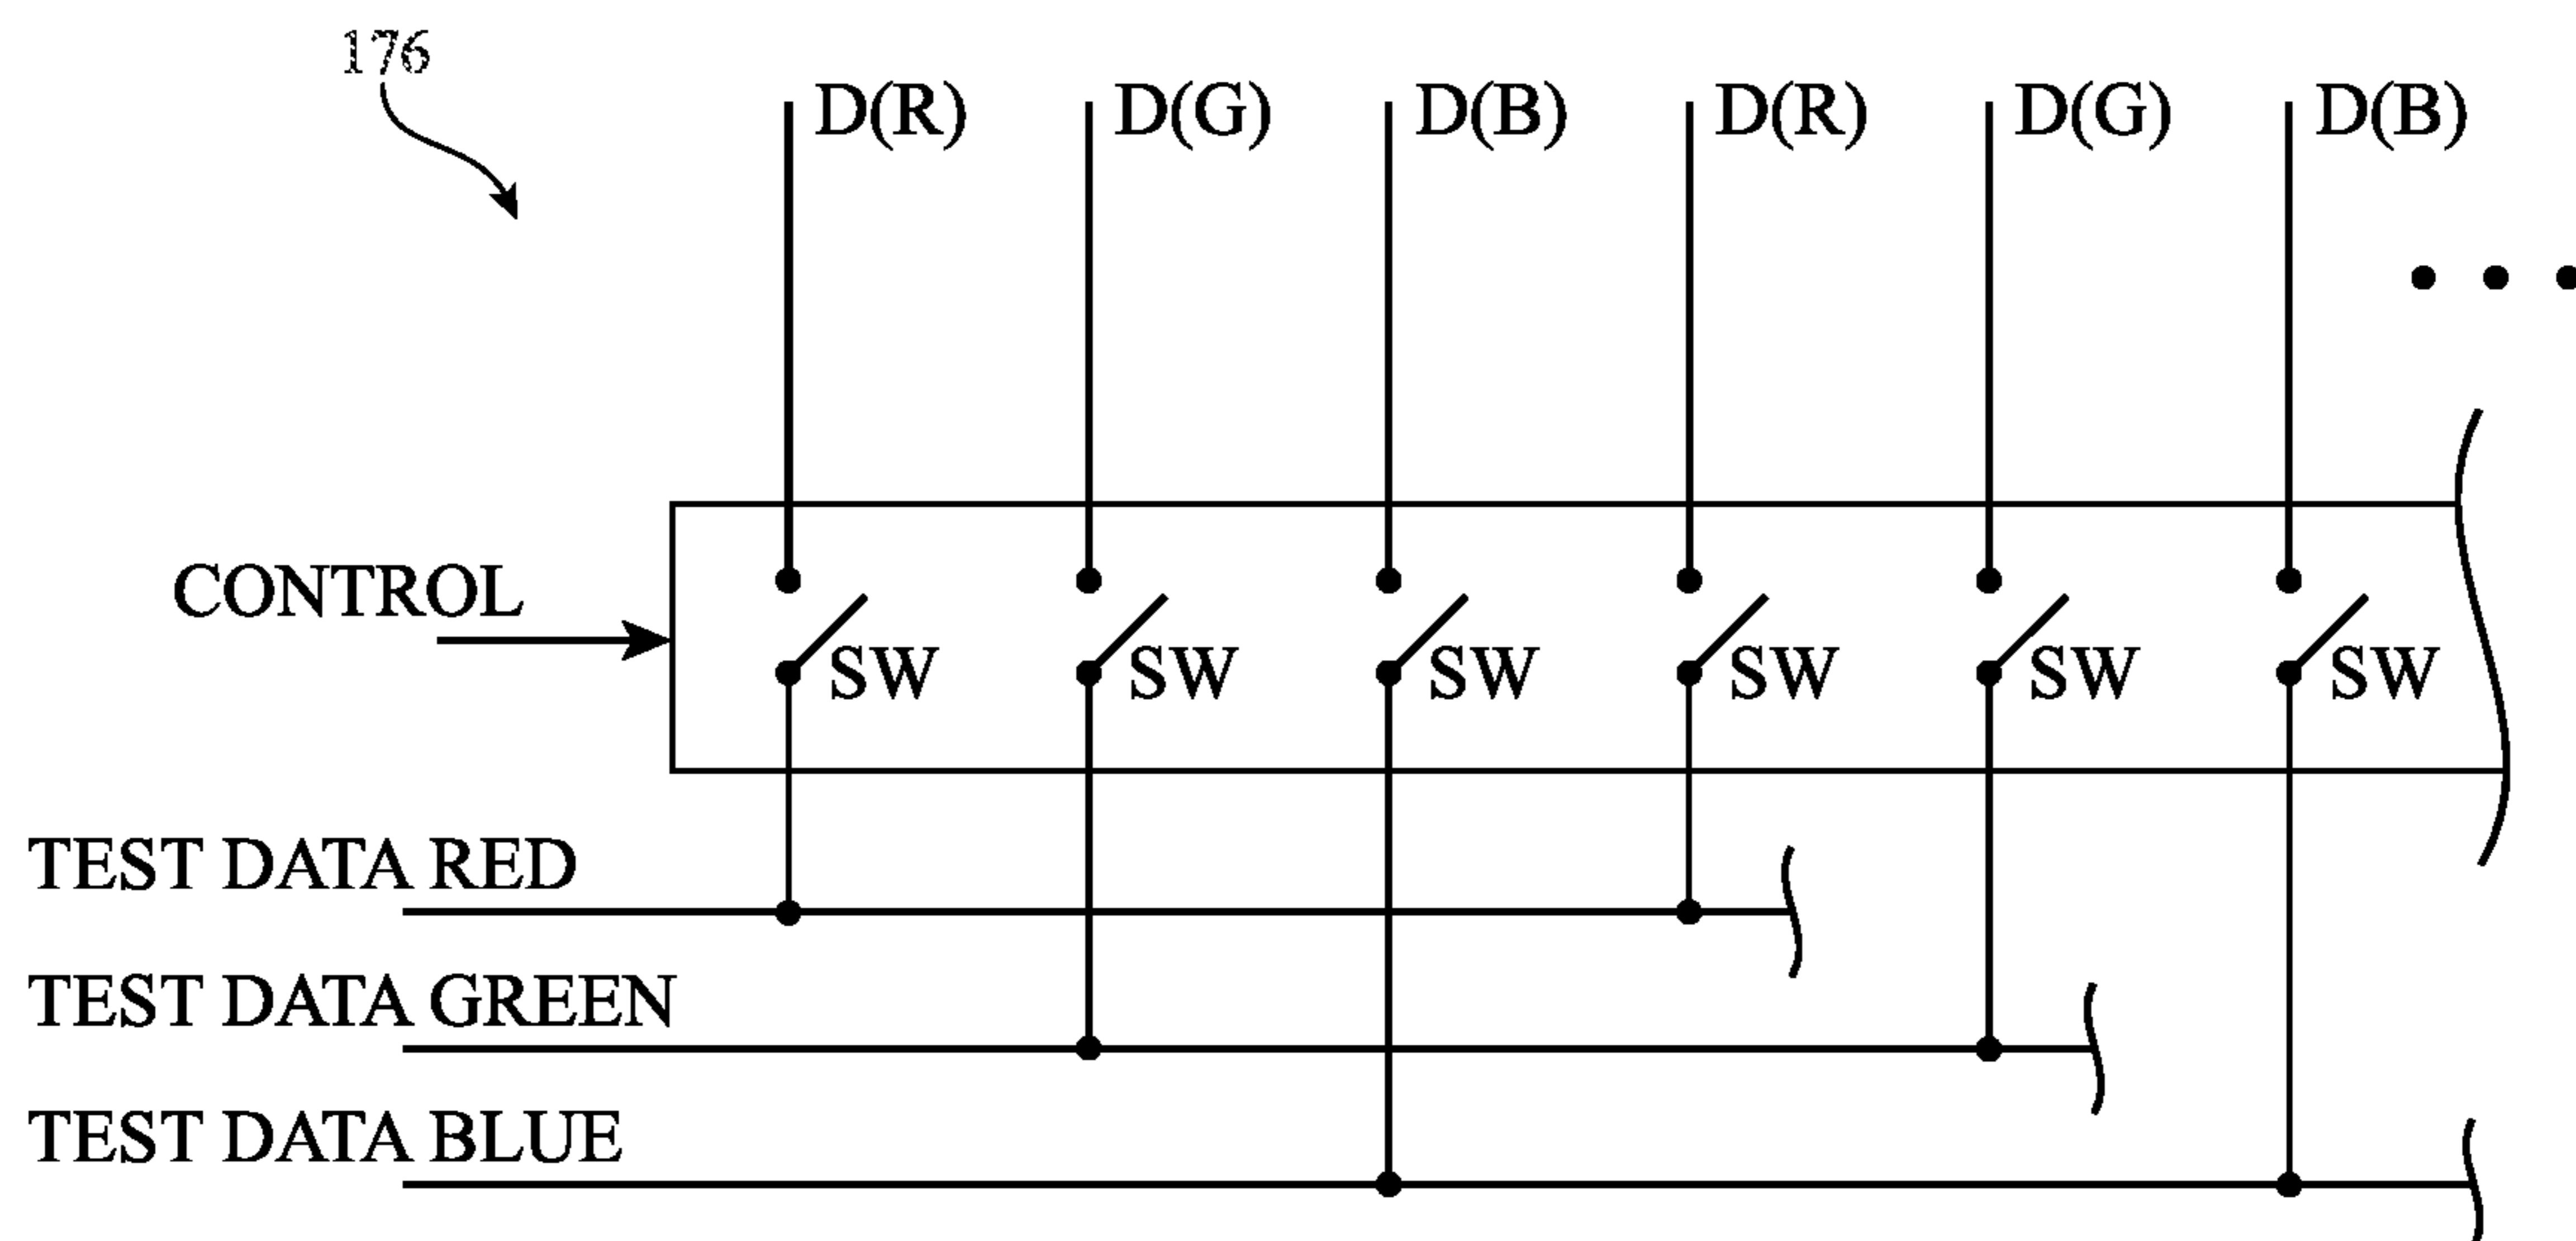 176
D(R) D(G) D(B) D(R) D(G) D(B)
CONTROL
SW SW SW SW SW SW
TEST DATA RED
TEST DATA GREEN
TEST DATA BLUE